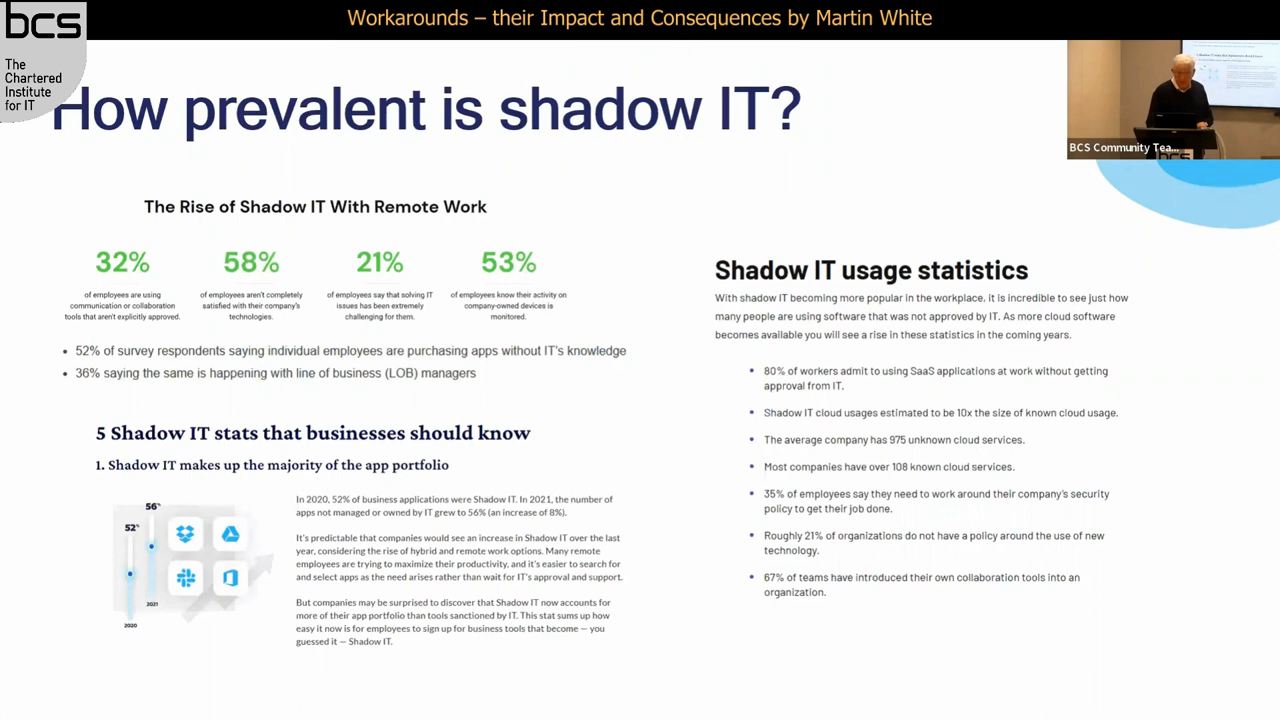 Workarounds – their Impact and Consequences by Martin White
bcs
The
Chartered
Institute
for IT
How prevalent is shadow IT?
BCS Community Tea...
The Rise of Shadow IT With Remote Work
32%
of employees are using
communication or collaboration
tools that aren't explicitly approved.
58%
of employees aren't completely
satisfied with their company's
technologies.
21%
of employees say that solving IT
issues has been extremely
challenging for them.
53%
of employees know their activity on
company-owned devices is
monitored.
• 52% of survey respondents saying individual employees are purchasing apps without IT's knowledge
• 36% saying the same is happening with line of business (LOB) managers
5 Shadow IT stats that businesses should know
1. Shadow IT makes up the majority of the app portfolio
56%
52%
2021
2020
In 2020, 52% of business applications were Shadow IT. In 2021, the number of
apps not managed or owned by IT grew to 56% (an increase of 8%).
It's predictable that companies would see an increase in Shadow IT over the last
year, considering the rise of hybrid and remote work options. Many remote
employees are trying to maximize their productivity, and it's easier to search for
and select apps as the need arises rather than wait for IT's approval and support.
But companies may be surprised to discover that Shadow IT now accounts for
more of their app portfolio than tools sanctioned by IT. This stat sums up how
easy it now is for employees to sign up for business tools that become — you
guessed it — Shadow IT.
Shadow IT usage statistics
With shadow IT becoming more popular in the workplace, it is incredible to see just how
many people are using software that was not approved by IT. As more cloud software
becomes available you will see a rise in these statistics in the coming years.
• 80% of workers admit to using SaaS applications at work without getting
approval from IT.
• Shadow IT cloud usages estimated to be 10x the size of known cloud usage.
• The average company has 975 unknown cloud services.
• Most companies have over 108 known cloud services.
• 35% of employees say they need to work around their company's security
policy to get their job done.
• Roughly 21% of organizations do not have a policy around the use of new
technology.
• 67% of teams have introduced their own collaboration tools into an
organization.